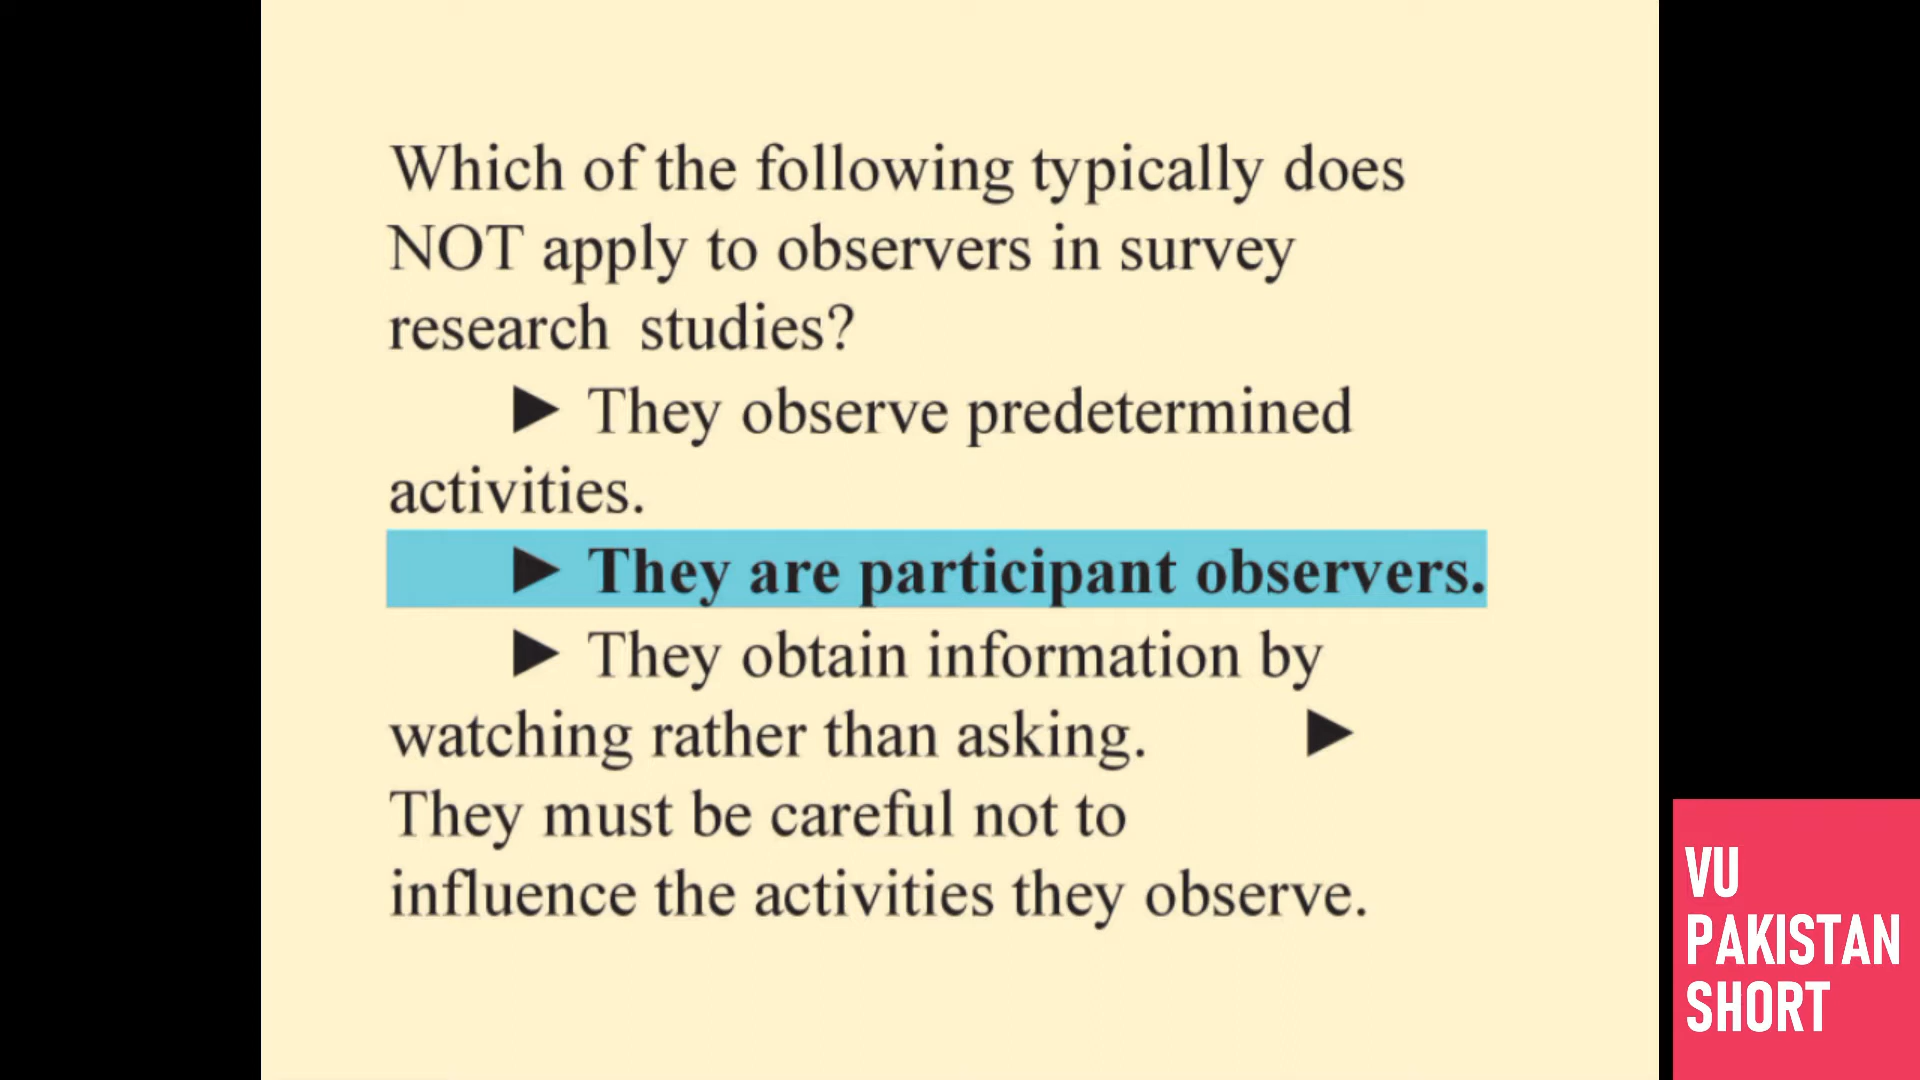 Which of the following typically does
NOT apply to observers in survey
research studies?
► They observe predetermined
activities.
► They are participant observers.
► They obtain information by
watching rather than asking. ►
They must be careful not to
influence the activities they observe.
VU
PAKISTAN
SHORT